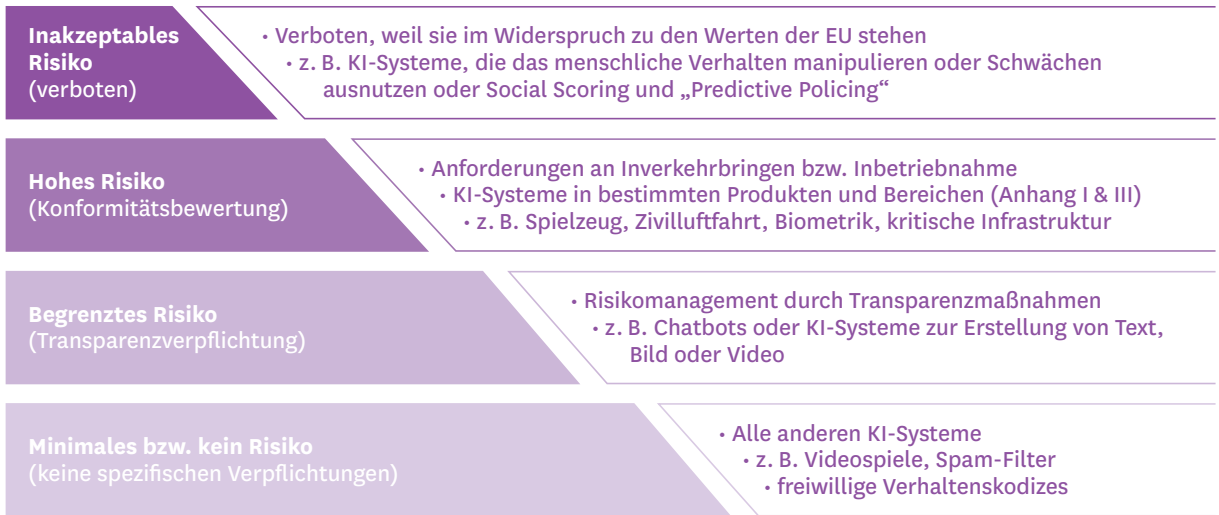 Inakzeptables
Risiko
(verboten)
• Verboten, weil sie im Widerspruch zu den Werten der EU stehen
• z. B. KI-Systeme, die das menschliche Verhalten manipulieren oder Schwächen
ausnutzen oder Social Scoring und „Predictive Policing“
Hohes Risiko
(Konformitätsbewertung)
• Anforderungen an Inverkehrbringen bzw. Inbetriebnahme
• KI-Systeme in bestimmten Produkten und Bereichen (Anhang I & III)
• z. B. Spielzeug, Zivilluftfahrt, Biometrik, kritische Infrastruktur
Begrenztes Risiko
(Transparenzverpflichtung)
• Risikomanagement durch Transparenzmaßnahmen
• z. B. Chatbots oder KI-Systeme zur Erstellung von Text,
Bild oder Video
Minimales bzw. kein Risiko
(keine spezifischen Verpflichtungen)
• Alle anderen KI-Systeme
• z. B. Videospiele, Spam-Filter
• freiwillige Verhaltenskodizes